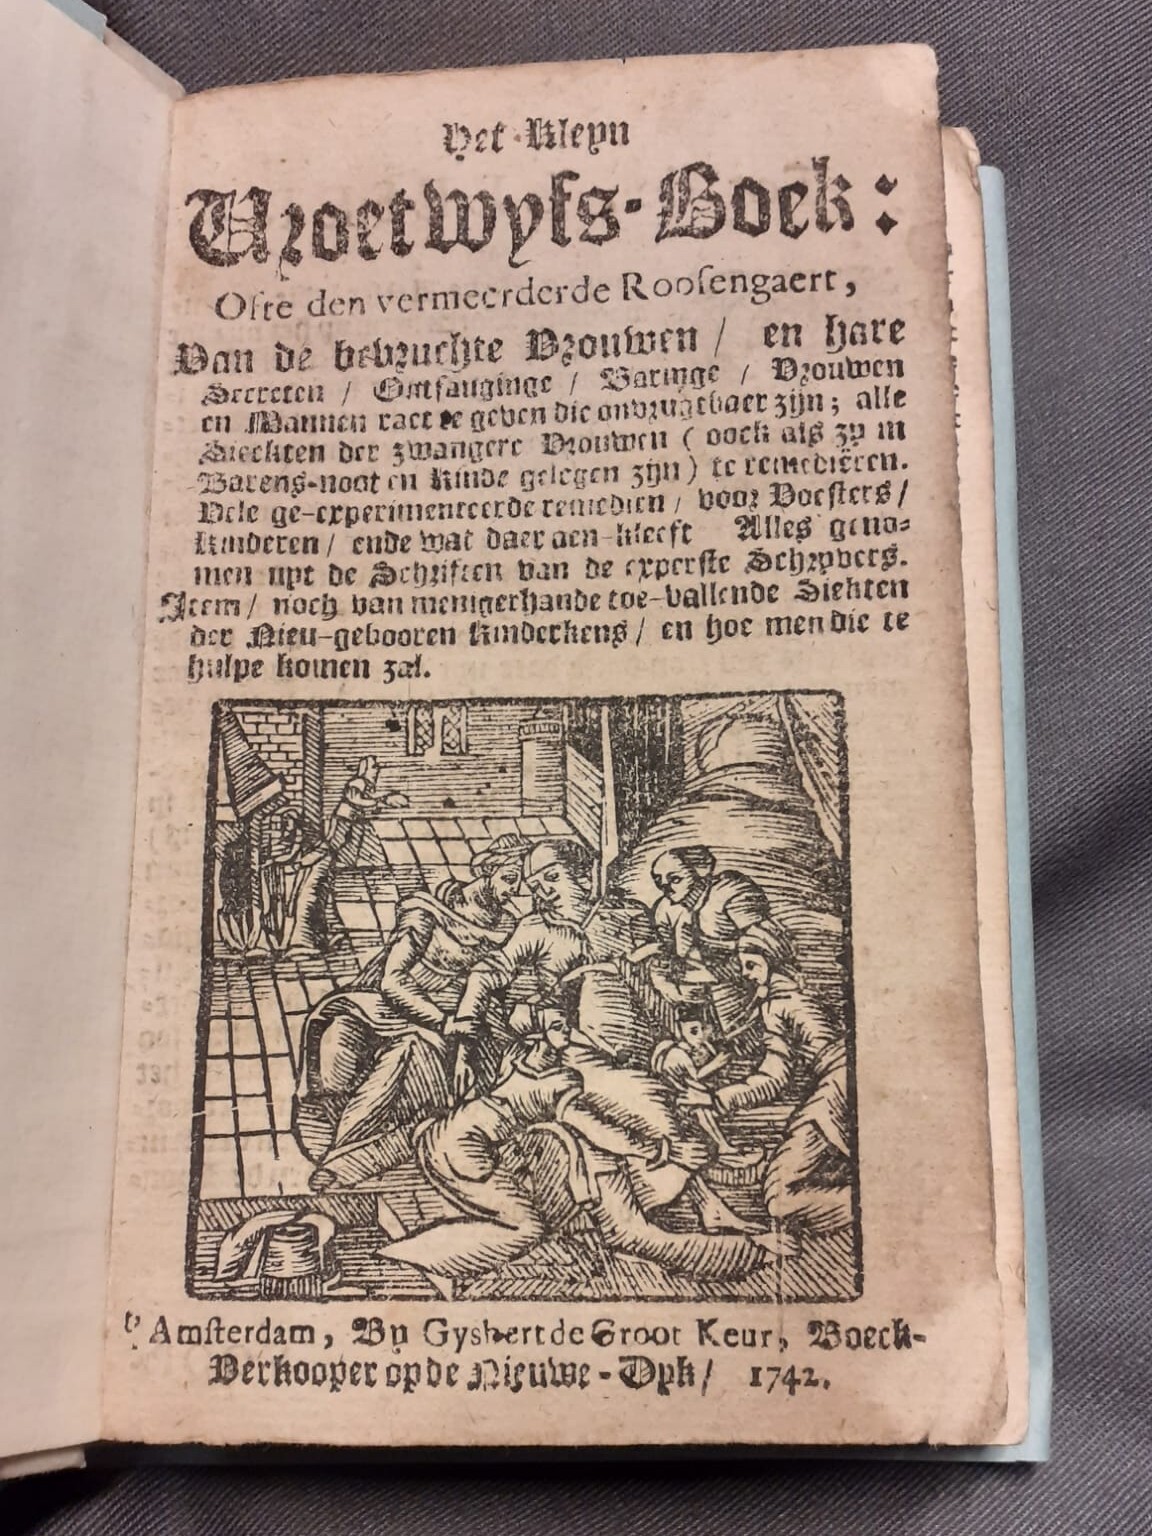 Het Kleyn
Vroetwyfs-Boek:
Ofte den vermeerderde Roosengaert,
Van de bevruchte Vrouwen / en hare
Secreten / Ontfanginge / Baringe / Vrouwen
en Mannen raet te geven die onvrugtbaer zijn; alle
Sieckten der zwangere Vrouwen (oock als zy in
Barens-noot en Kinde gelegen zijn) te remediëren.
Vele ge-experimenteerde remedien / voor Voesters /
Kinderen / ende wat daer aen-kleeft Alles geno-
men uyt de Schriften van de experste Schryvers.
Item / noch van menigerhande toe-vallende Siekten
der Nieu-gebooren Kinderkens / en hoe men die te
hulpe komen zal.
t' Amsterdam, By Gysbert de Groot Keur, Boeck-
Verkooper op de Nieuwe-Dyk / 1742.